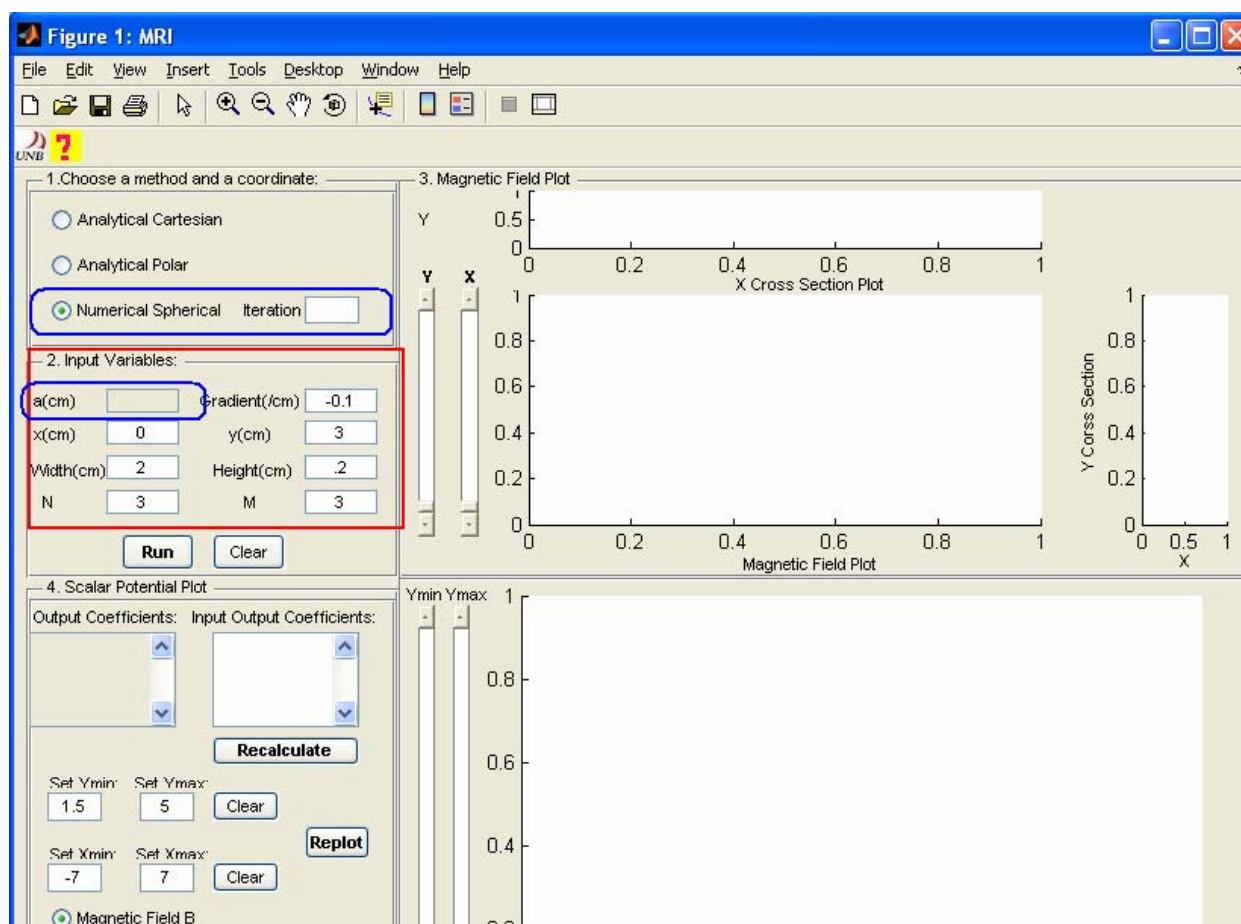 Figure 1: MRI
File Edit View Insert Tools Desktop Window Help
UNB ?
1.Choose a method and a coordinate:
Analytical Cartesian
Analytical Polar
Numerical Spherical Iteration
2. Input Variables:
a(cm) Gradient(/cm) -0.1
x(cm) 0 y(cm) 3
Width(cm) 2 Height(cm) .2
N 3 M 3
Run Clear
3. Magnetic Field Plot
Y
0.5
0
0 0.2 0.4 0.6 0.8 1
X Cross Section Plot
Y X
1
0.8
0.6
0.4
0.2
0
0 0.2 0.4 0.6 0.8 1
Magnetic Field Plot
Y Corss Section
1
0.8
0.6
0.4
0.2
0
0 0.5 1
X
4. Scalar Potential Plot
Output Coefficients: Input Output Coefficients:
Recalculate
Set Ymin: Set Ymax:
1.5 5 Clear
Replot
Set Xmin: Set Xmax:
-7 7 Clear
Magnetic Field B
Ymin Ymax
1
0.8
0.6
0.4